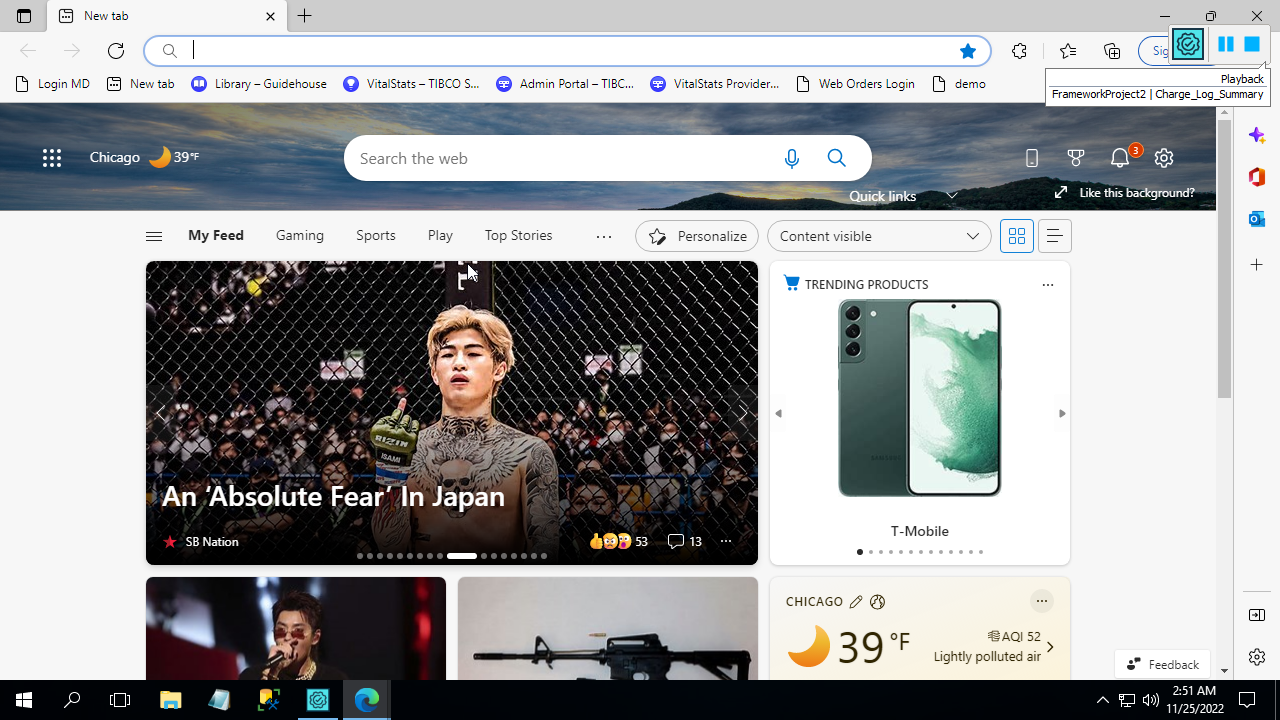 New tab
Sig
Playback
FrameworkProject2 | Charge_Log_Summary
Login MD
New tab
Library – Guidehouse
VitalStats – TIBCO S...
Admin Portal – TIBC...
VitalStats Provider...
Web Orders Login
demo
Chicago
39°F
Search the web
3
Quick links
Like this background?
My Feed
Gaming
Sports
Play
Top Stories
Personalize
Content visible
RIZIN
ISAMI
An ‘Absolute Fear’ In Japan
SB Nation
53
13
TRENDING PRODUCTS
SAMSUNG
T-Mobile
CHICAGO
39 °F
AQI 52
Lightly polluted air
Feedback
2:51 AM
11/25/2022